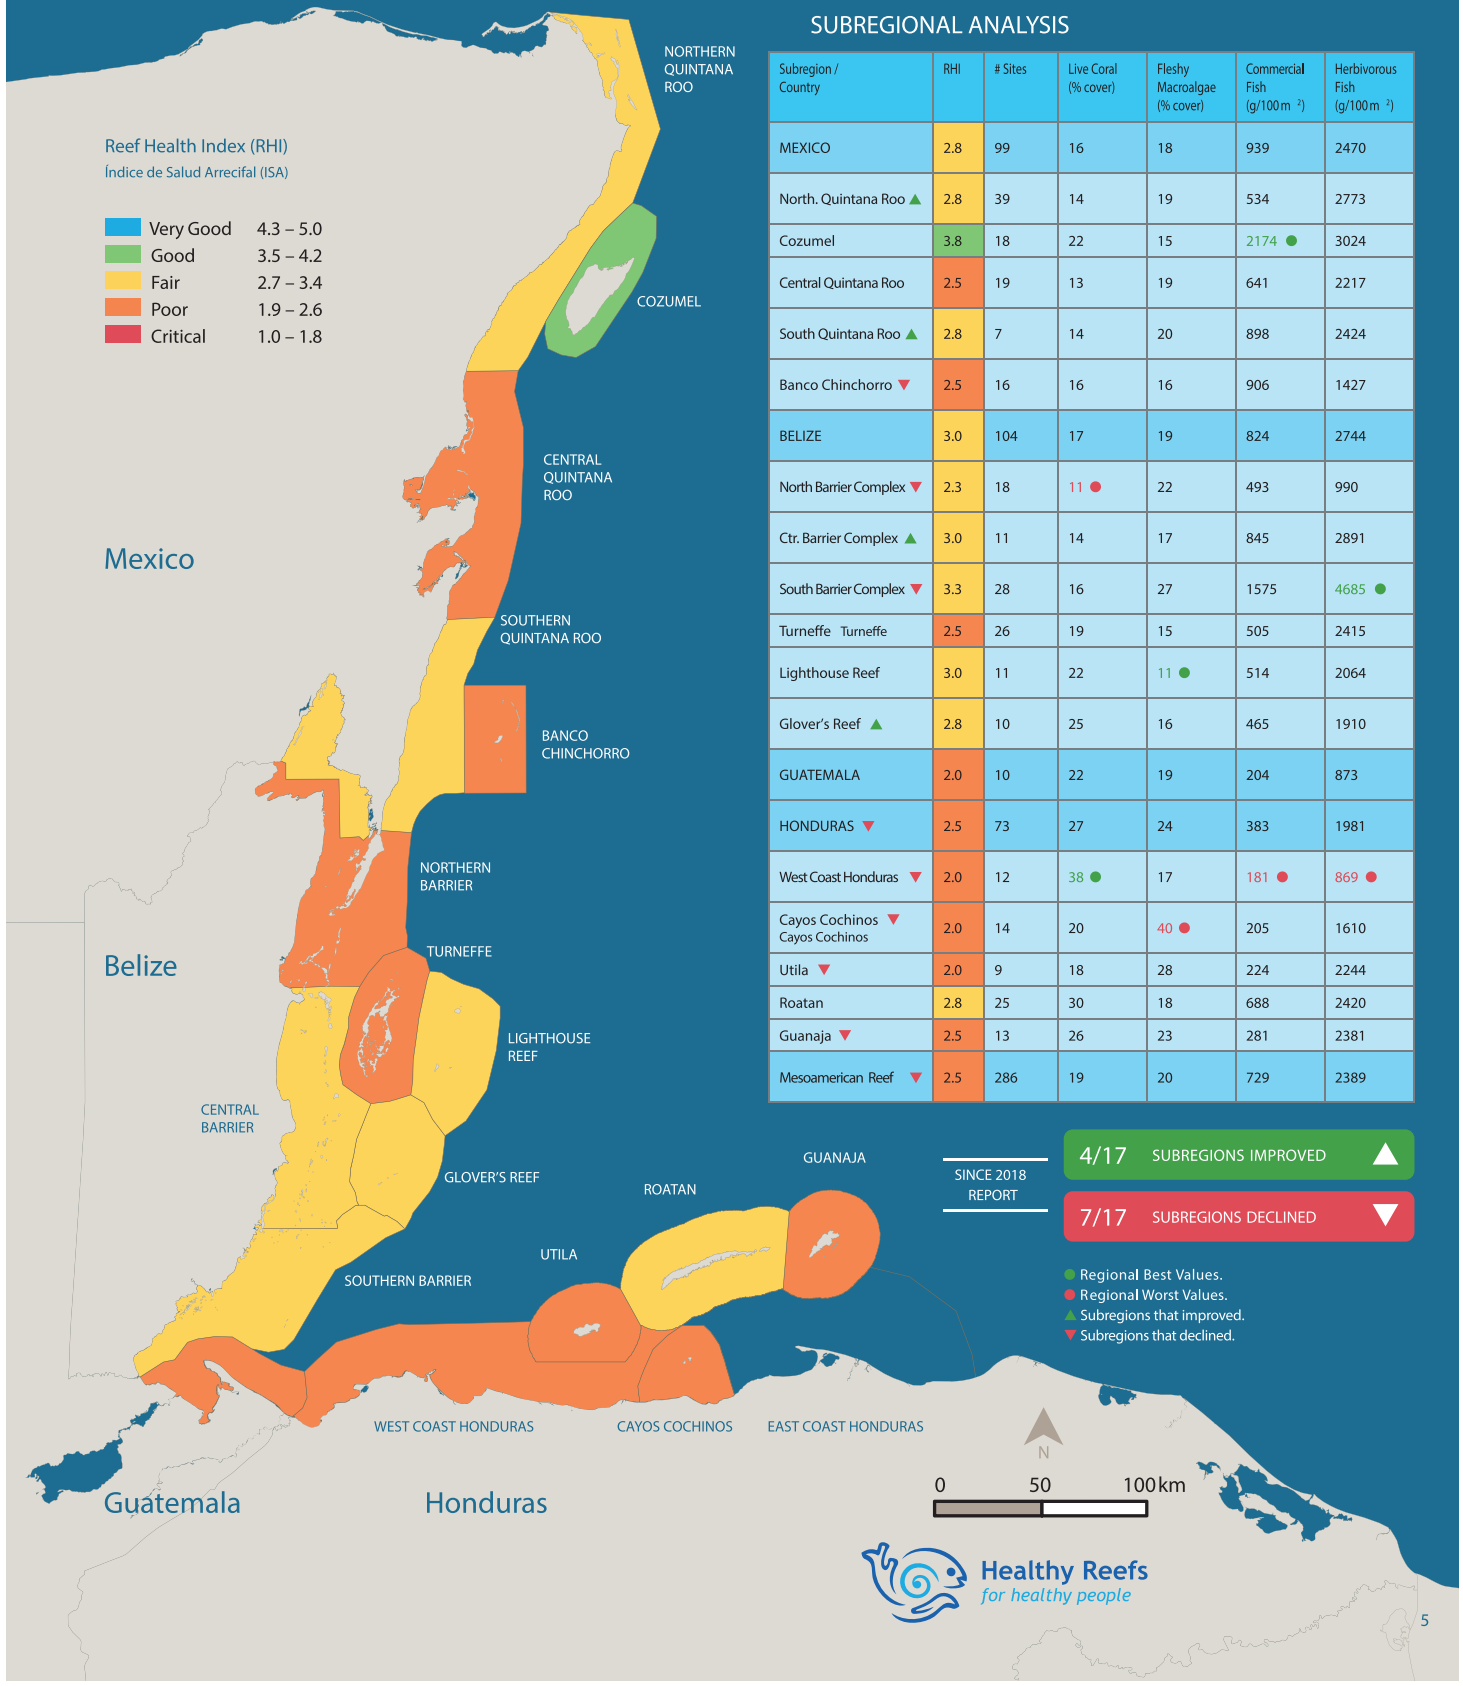 SUBREGIONAL ANALYSIS
NORTHERN
QUINTANA
ROO
Reef Health Index (RHI)
Índice de Salud Arrecifal (ISA)
Very Good 4.3 – 5.0
Good 3.5 – 4.2
Fair 2.7 – 3.4
Poor 1.9 – 2.6
Critical 1.0 – 1.8
COZUMEL
CENTRAL
QUINTANA
ROO
Mexico
SOUTHERN
QUINTANA ROO
BANCO
CHINCHORRO
NORTHERN
BARRIER
TURNEFFE
Belize
LIGHTHOUSE
REEF
CENTRAL
BARRIER
GLOVER'S REEF
SOUTHERN BARRIER
UTILA
ROATAN
GUANAJA
WEST COAST HONDURAS
CAYOS COCHINOS
EAST COAST HONDURAS
Guatemala
Honduras
Subregion / Country RHI # Sites Live Coral (% cover) Fleshy Macroalgae (% cover) Commercial Fish (g/100 m 2) Herbivorous Fish (g/100 m 2)
MEXICO 2.8 99 16 18 939 2470
North. Quintana Roo ▲ 2.8 39 14 19 534 2773
Cozumel 3.8 18 22 15 2174 ● 3024
Central Quintana Roo 2.5 19 13 19 641 2217
South Quintana Roo ▲ 2.8 7 14 20 898 2424
Banco Chinchorro ▼ 2.5 16 16 16 906 1427
BELIZE 3.0 104 17 19 824 2744
North Barrier Complex ▼ 2.3 18 11 ● 22 493 990
Ctr. Barrier Complex ▲ 3.0 11 14 17 845 2891
South Barrier Complex ▼ 3.3 28 16 27 1575 4685 ●
Turneffe Turneffe 2.5 26 19 15 505 2415
Lighthouse Reef 3.0 11 22 11 ● 514 2064
Glover's Reef ▲ 2.8 10 25 16 465 1910
GUATEMALA 2.0 10 22 19 204 873
HONDURAS ▼ 2.5 73 27 24 383 1981
West Coast Honduras ▼ 2.0 12 38 ● 17 181 ● 869 ●
Cayos Cochinos ▼ 2.0 14 20 40 ● 205 1610
Cayos Cochinos
Utila ▼ 2.0 9 18 28 224 2244
Roatan 2.8 25 30 18 688 2420
Guanaja ▼ 2.5 13 26 23 281 2381
Mesoamerican Reef ▼ 2.5 286 19 20 729 2389
SINCE 2018
REPORT
4/17 SUBREGIONS IMPROVED ▲
7/17 SUBREGIONS DECLINED ▼
● Regional Best Values.
● Regional Worst Values.
▲ Subregions that improved.
▼ Subregions that declined.
N
0 50 100 km
Healthy Reefs
for healthy people
5